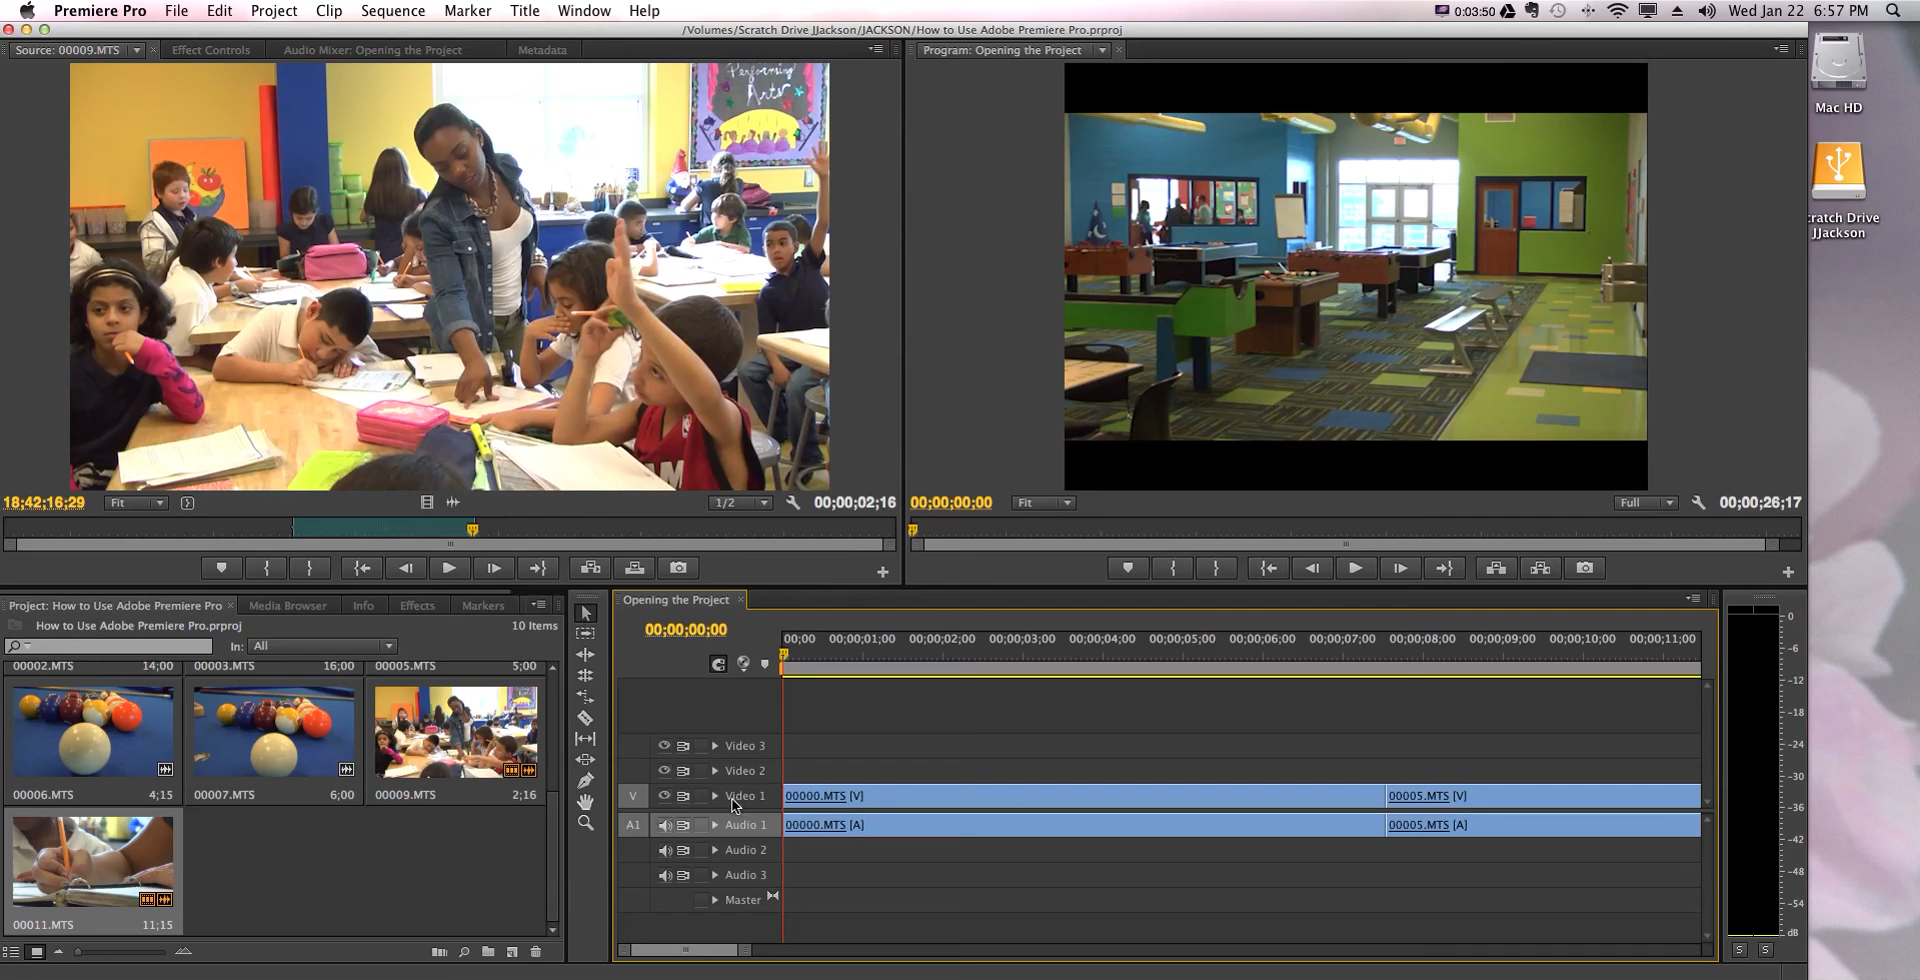 Premiere Pro File Edit Project Clip Sequence Marker Title Window Help 0:03:50 Wed Jan 22 6:57 PM
/Volumes/Scratch Drive JJackson/JACKSON/How to Use Adobe Premiere Pro.prproj
Source: 00009.MTS Effect Controls Audio Mixer: Opening the Project Metadata Program: Opening the Project
Performing
Arts
Mac HD
cratch Drive
JJackson
18;42;16;29 Fit 1/2 00;00;02;16 00;00;00;00 Fit Full 00;00;26;17
Project: How to Use Adobe Premiere Pro Media Browser Info Effects Markers Opening the Project
How to Use Adobe Premiere Pro.prproj 10 Items
In: All
00002.MTS 14;00 00003.MTS 16;00 00005.MTS 5;00
00006.MTS 4;15 00007.MTS 6;00 00009.MTS 2;16
00011.MTS 11;15
00;00;00;00
00;00 00;00;01;00 00;00;02;00 00;00;03;00 00;00;04;00 00;00;05;00 00;00;06;00 00;00;07;00 00;00;08;00 00;00;09;00 00;00;10;00 00;00;11;00
Video 3
Video 2
V Video 1 00000.MTS [V] 00005.MTS [V]
A1 Audio 1 00000.MTS [A] 00005.MTS [A]
Audio 2
Audio 3
Master
0
-6
-12
-18
-24
-30
-36
-42
-48
-54
dB
S S